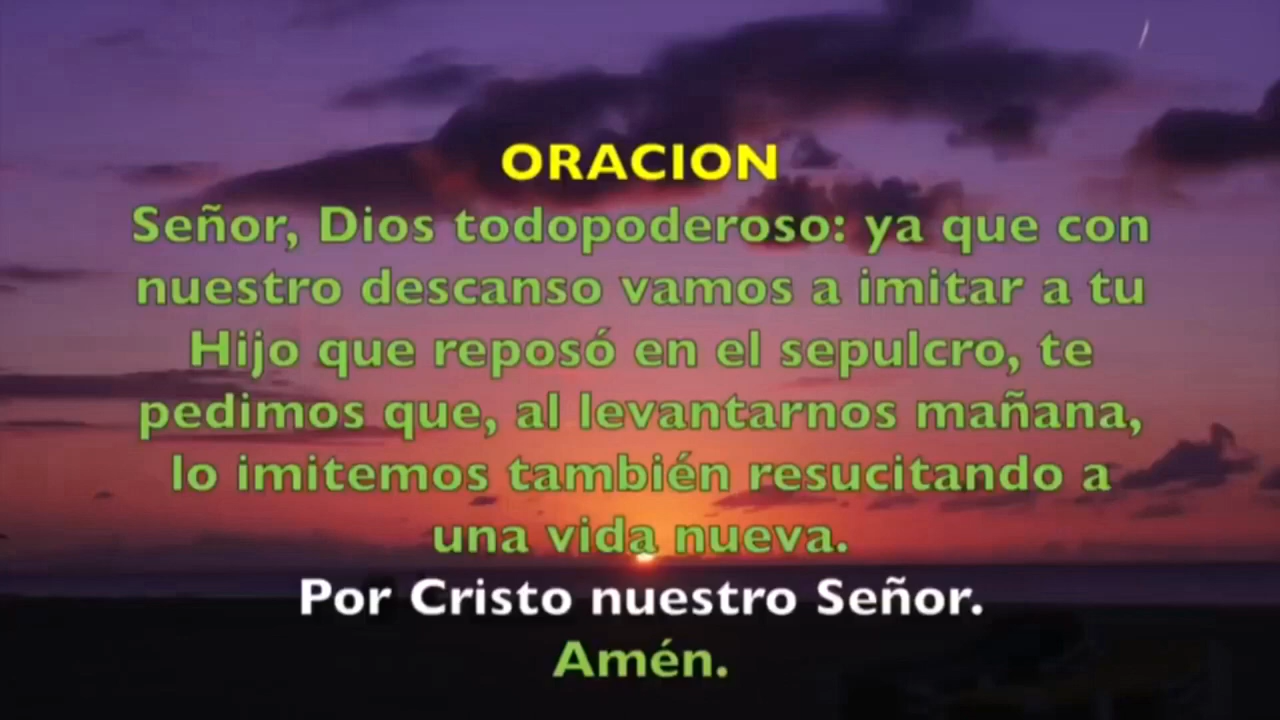 ORACION
Señor, Dios todopoderoso: ya que con
nuestro descanso vamos a imitar a tu
Hijo que reposó en el sepulcro, te
pedimos que, al levantarnos mañana,
lo imitemos también resucitando a
una vida nueva.
Por Cristo nuestro Señor.
Amén.